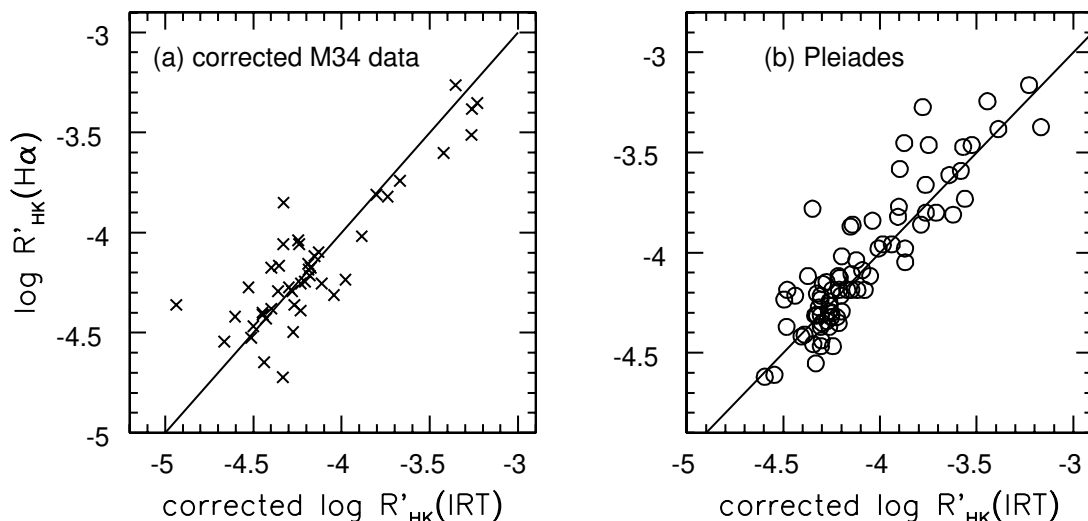 (a) corrected M34 data
-3
-3.5
-4
-4.5
-5
log R'HK(Hα)
-5 -4.5 -4 -3.5 -3
corrected log R'HK(IRT)
(b) Pleiades
-3
-3.5
-4
-4.5
-4.5 -4 -3.5 -3
corrected log R'HK(IRT)